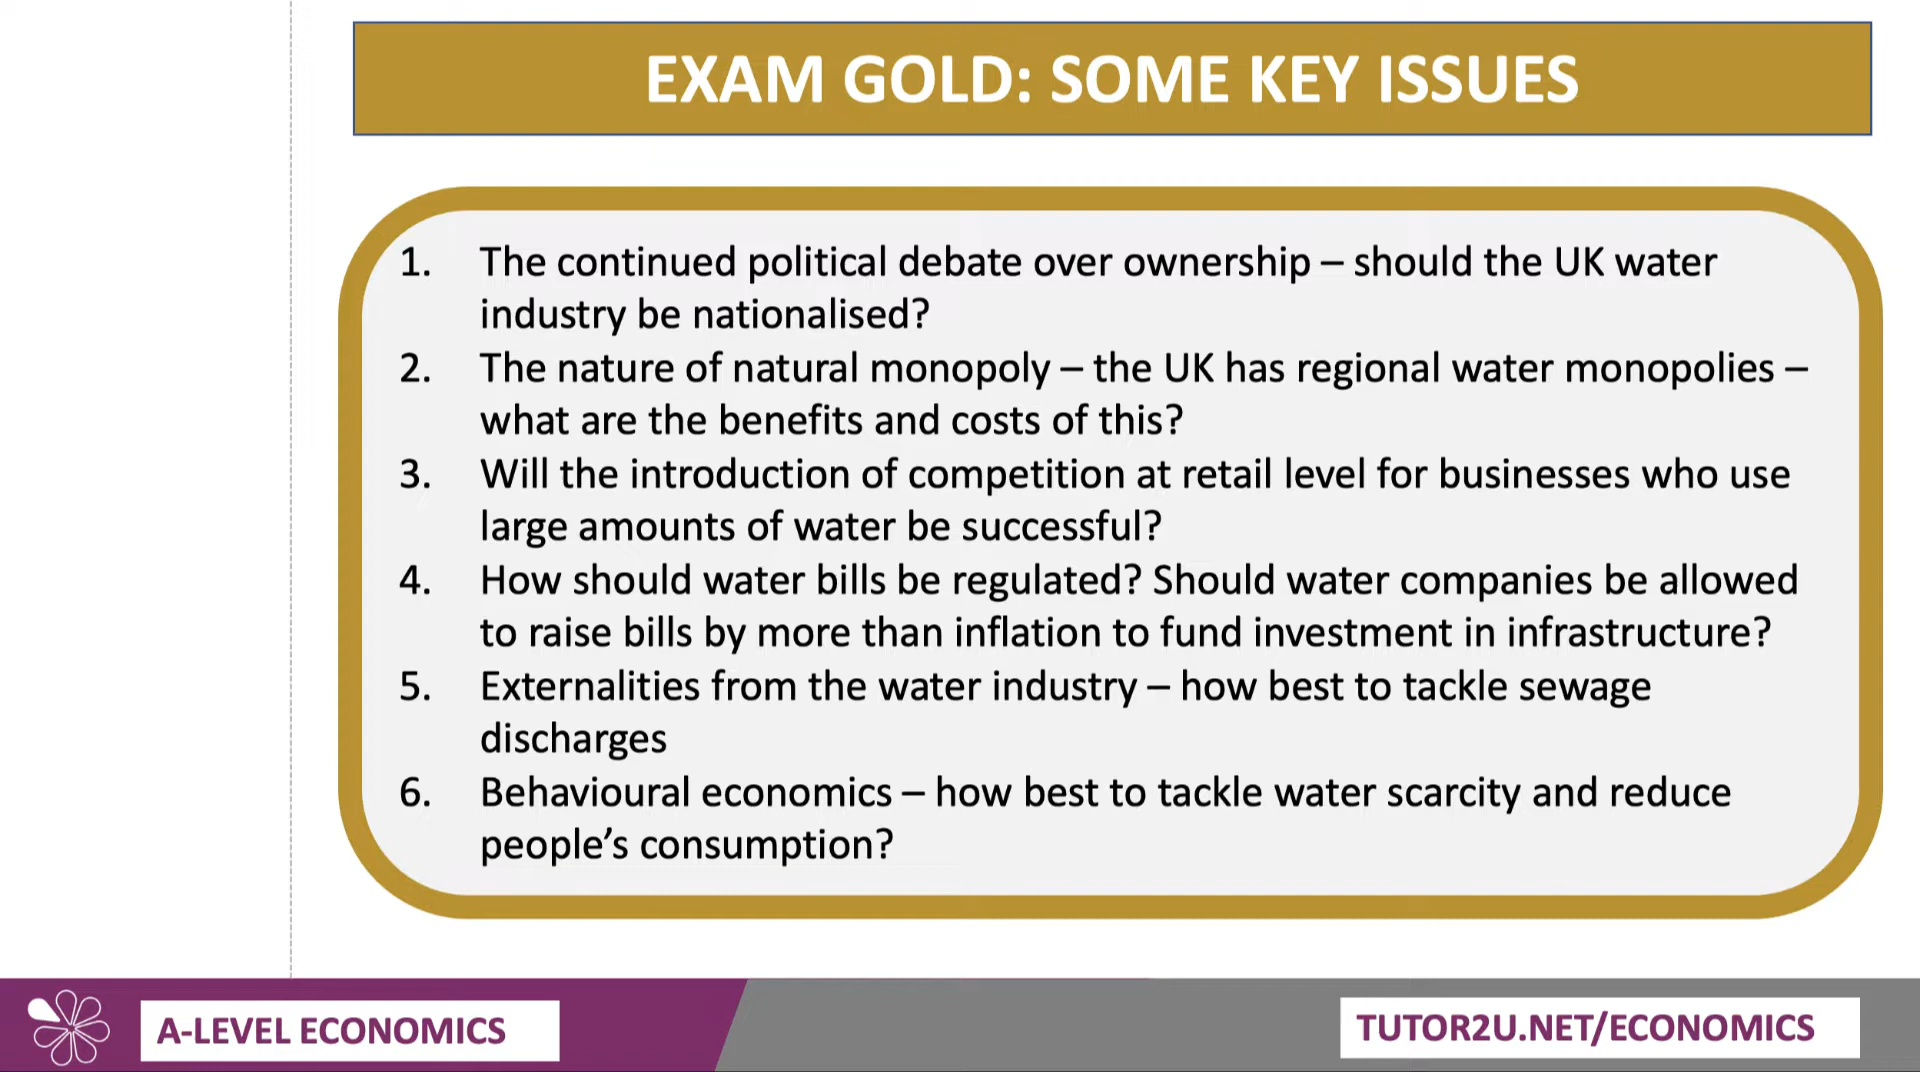 EXAM GOLD: SOME KEY ISSUES
1. The continued political debate over ownership – should the UK water
industry be nationalised?
2. The nature of natural monopoly – the UK has regional water monopolies –
what are the benefits and costs of this?
3. Will the introduction of competition at retail level for businesses who use
large amounts of water be successful?
4. How should water bills be regulated? Should water companies be allowed
to raise bills by more than inflation to fund investment in infrastructure?
5. Externalities from the water industry – how best to tackle sewage
discharges
6. Behavioural economics – how best to tackle water scarcity and reduce
people’s consumption?
A-LEVEL ECONOMICS
TUTOR2U.NET/ECONOMICS